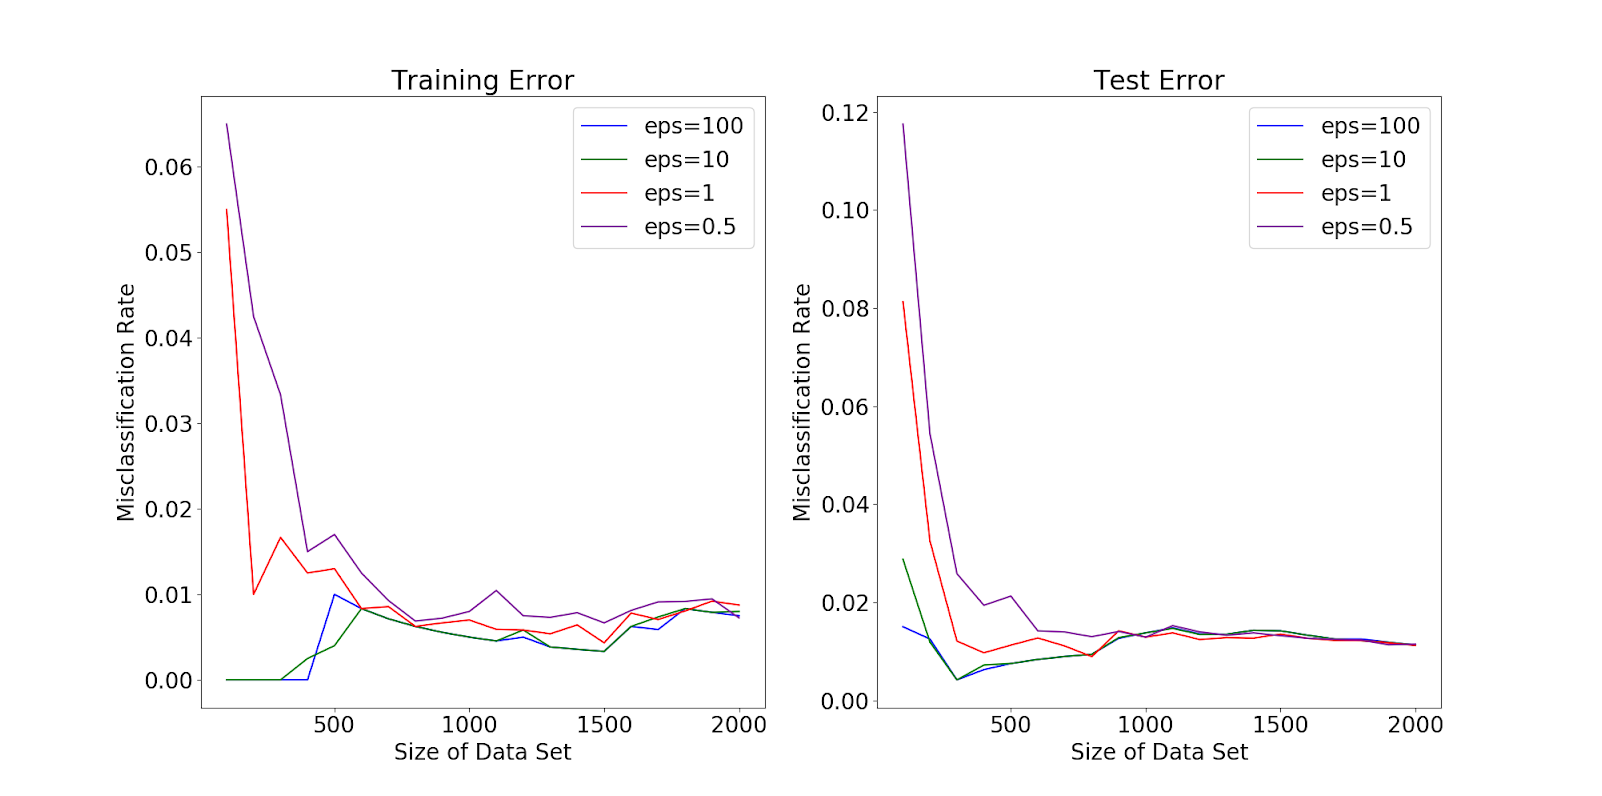 Training Error
Misclassification Rate
0.06
0.05
0.04
0.03
0.02
0.01
0.00
500
1000
1500
2000
Size of Data Set
eps=100
eps=10
eps=1
eps=0.5
Test Error
Misclassification Rate
0.12
0.10
0.08
0.06
0.04
0.02
0.00
500
1000
1500
2000
Size of Data Set
eps=100
eps=10
eps=1
eps=0.5